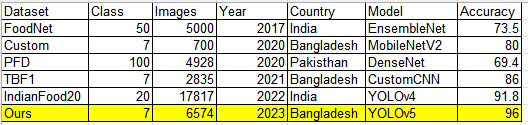 Dataset Class Images Year Country Model Accuracy
FoodNet 50 5000 2017 India EnsembleNet 73.5
Custom 7 700 2020 Bangladesh MobileNetV2 80
PFD 100 4928 2020 Pakisthan DenseNet 69.4
TBF1 7 2835 2021 Bangladesh CustomCNN 86
IndianFood20 20 17817 2022 India YOLOv4 91.8
Ours 7 6574 2023 Bangladesh YOLOv5 96